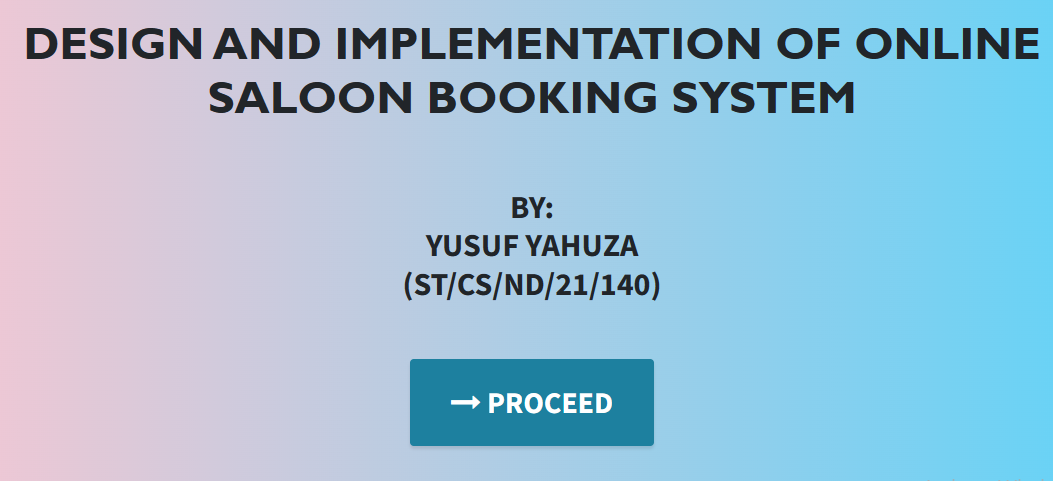 DESIGN AND IMPLEMENTATION OF ONLINE
SALOON BOOKING SYSTEM
BY:
YUSUF YAHUZA
(ST/CS/ND/21/140)
→ PROCEED